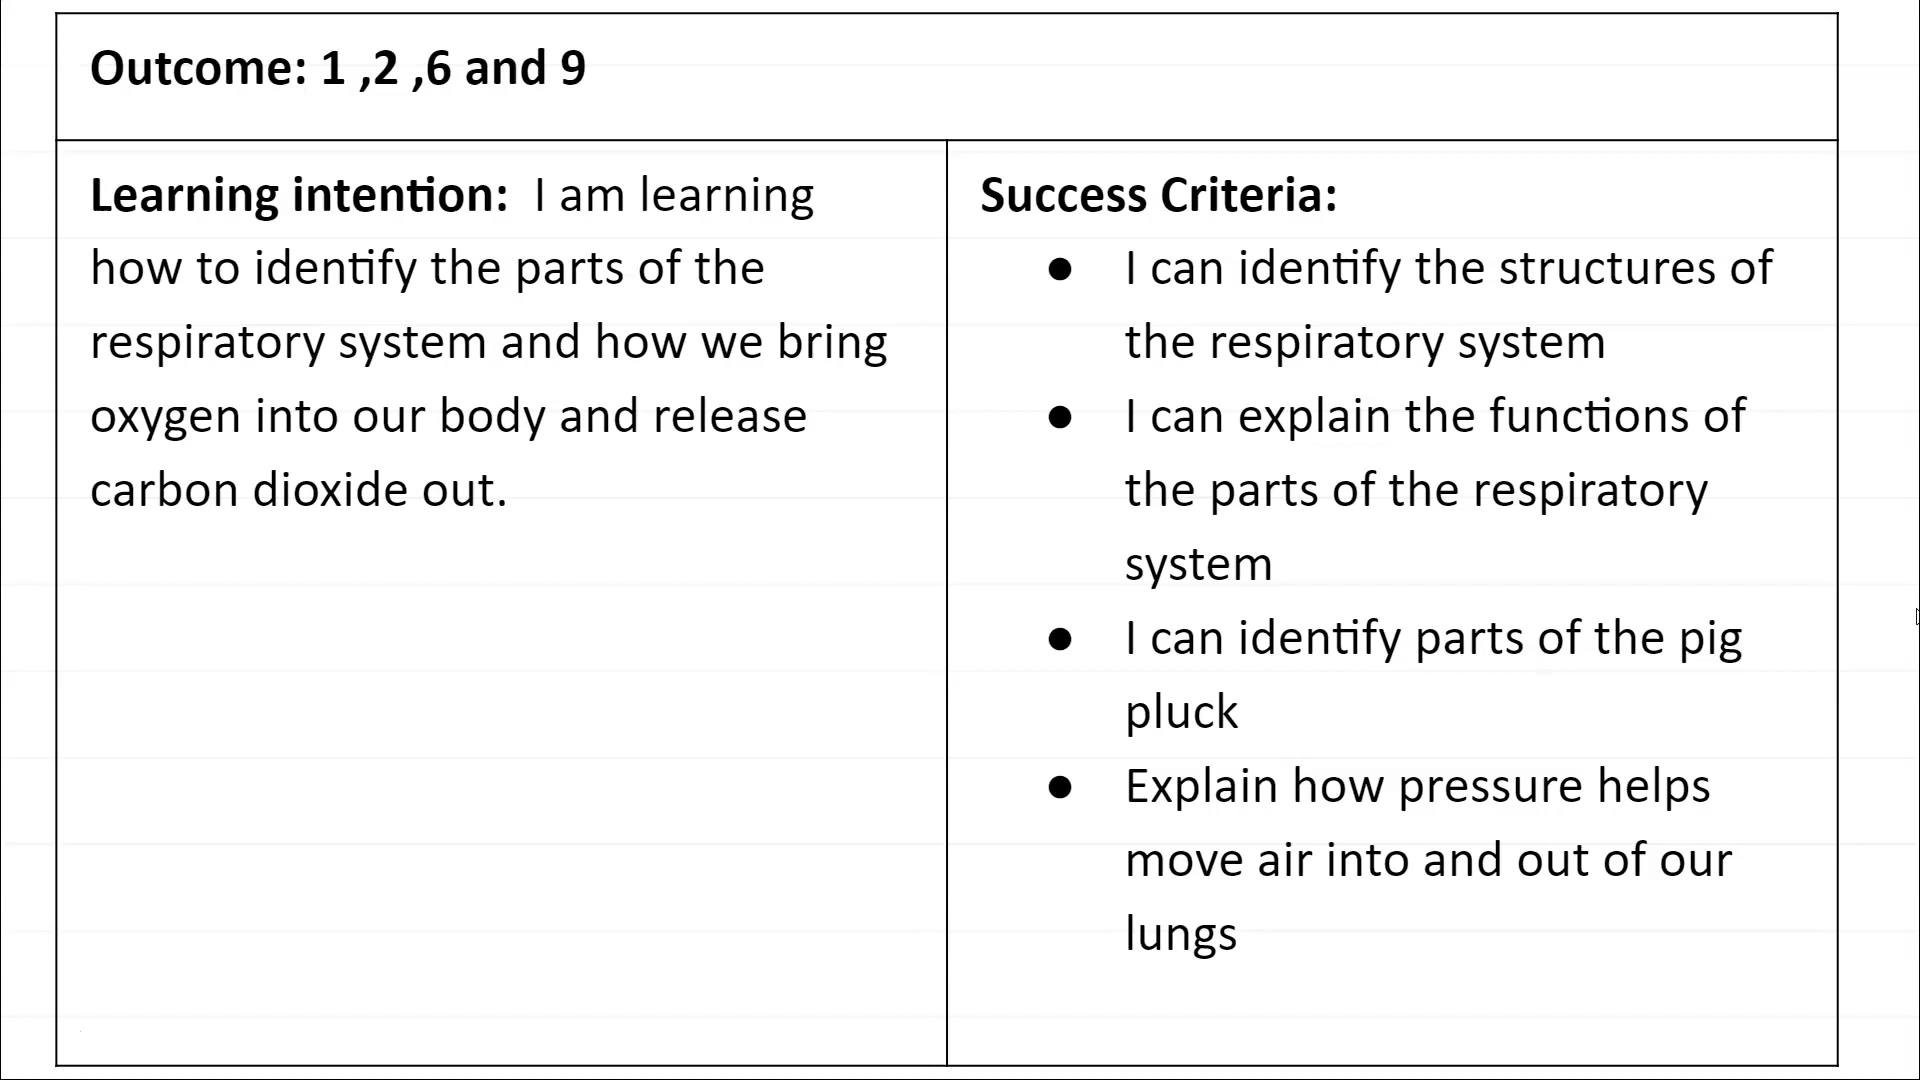 Outcome: 1 ,2 ,6 and 9
Learning intention:  I am learning
how to identify the parts of the
respiratory system and how we bring
oxygen into our body and release
carbon dioxide out.
Success Criteria:
● I can identify the structures of
the respiratory system
● I can explain the functions of
the parts of the respiratory
system
● I can identify parts of the pig
pluck
● Explain how pressure helps
move air into and out of our
lungs